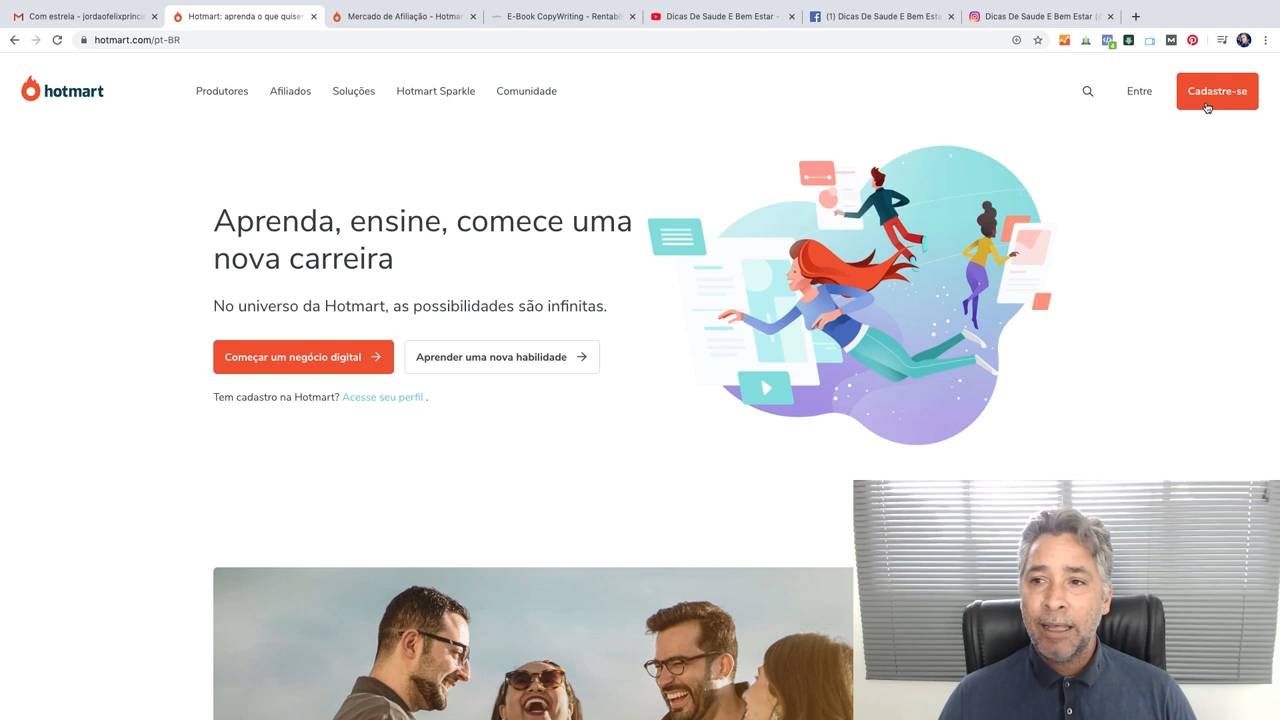 Com estrela - jordaofelixprinci
Hotmart: aprenda o que quise
Mercado de Afiliação - Hotmar
E-Book CopyWriting - Rentabi
Dicas De Saude E Bem Estar -
(1) Dicas De Saude E Bem Esta
Dicas De Saude E Bem Estar (
hotmart.com/pt-BR
4
hotmart
Produtores
Afiliados
Soluções
Hotmart Sparkle
Comunidade
Entre
Cadastre-se
Aprenda, ensine, comece uma
nova carreira
No universo da Hotmart, as possibilidades são infinitas.
Começar um negócio digital
Aprender uma nova habilidade
Tem cadastro na Hotmart? Acesse seu perfil .